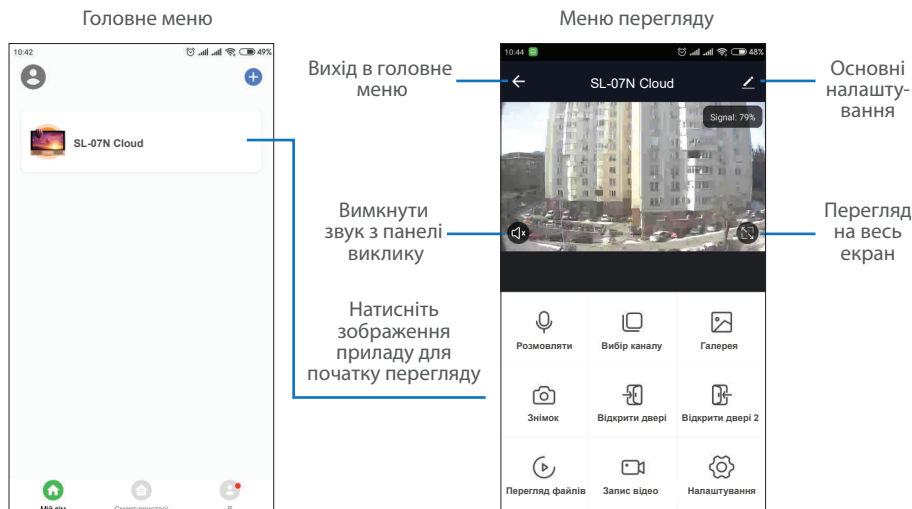 Головне меню
10:42
49%
SL-07N Cloud
Мій дім
Вихід в головне
меню
Вимкнути
звук з панелі
виклику
Натисніть
зображення
приладу для
початку перегляду
Меню перегляду
10:44
48%
SL-07N Cloud
Signal: 79%
Розмовляти
Вибір каналу
Галерея
Знімок
Відкрити двері
Відкрити двері 2
Перегляд файлів
Запис відео
Налаштування
Основні
налашту-
вання
Перегляд
на весь
екран